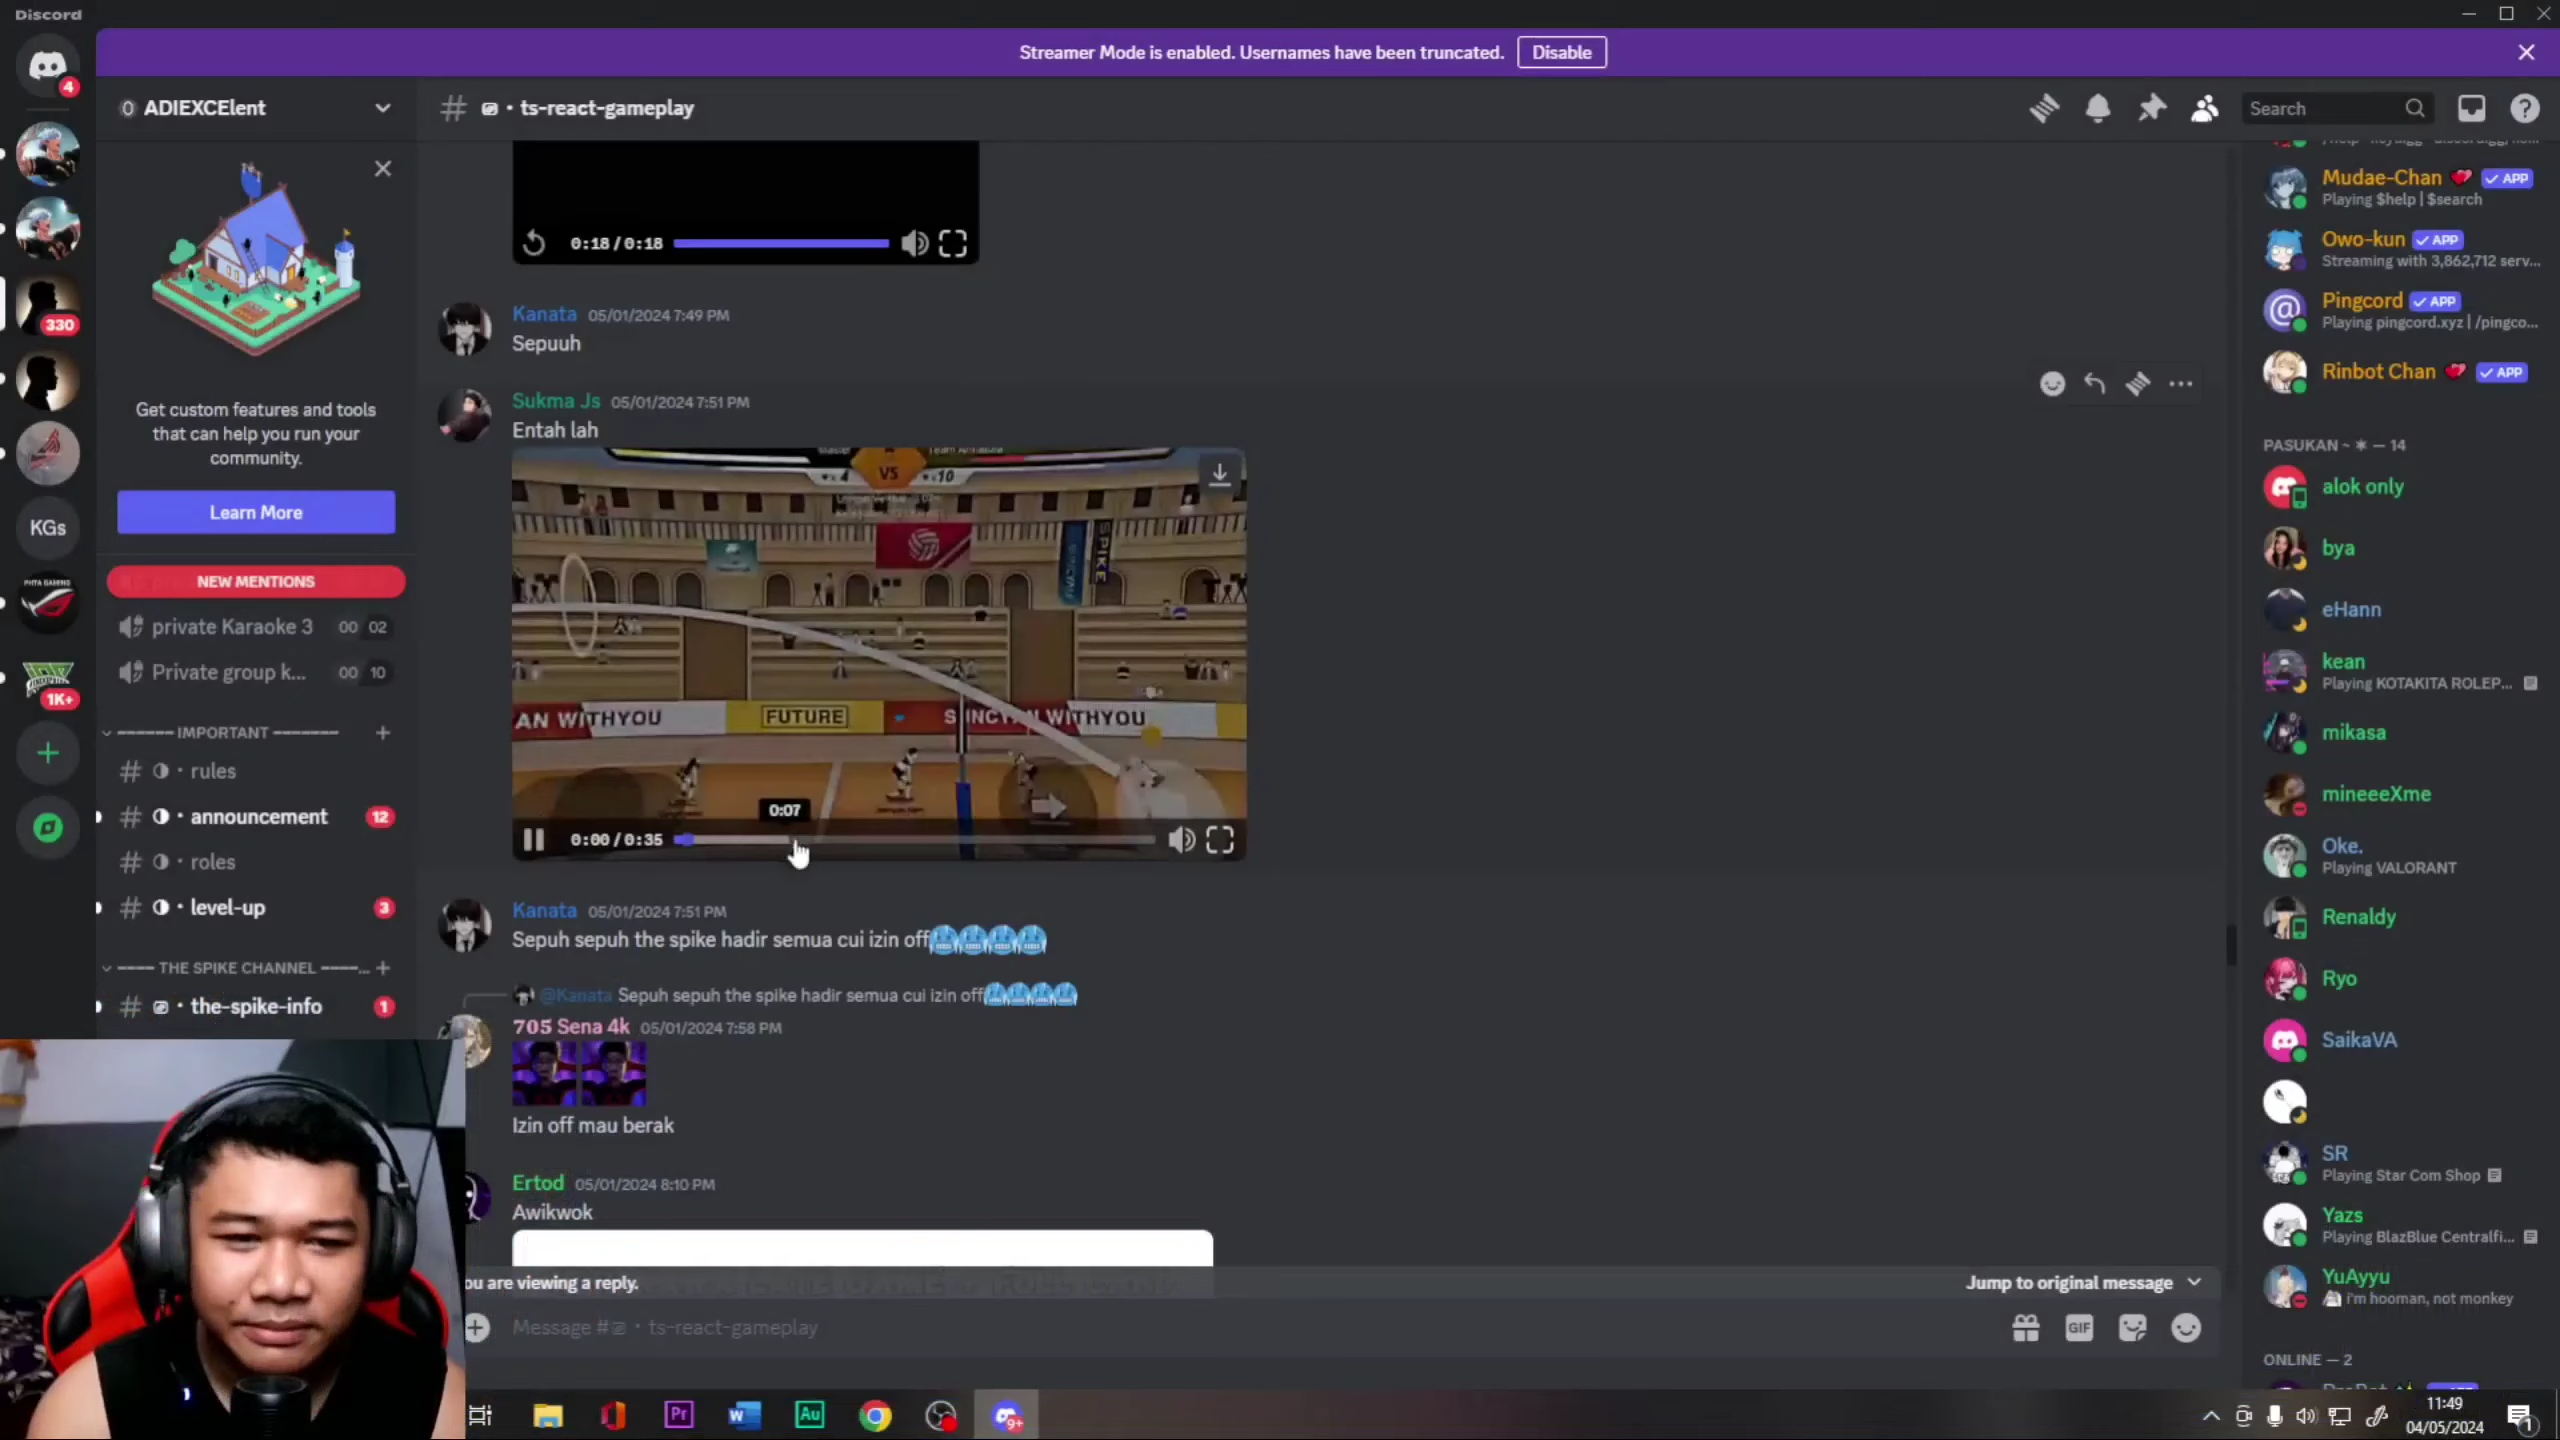 Discord
Streamer Mode is enabled. Usernames have been truncated. Disable
4
ADIEXCElent
ts-react-gameplay
Search
0:18 / 0:18
Kanata 05/01/2024 7:49 PM
Sepuuh
Sukma Js 05/01/2024 7:51 PM
Entah lah
VS
4
10
SPIKE
AN WITHYOU
FUTURE
WITHYOU
0:07
0:00 / 0:35
Kanata 05/01/2024 7:51 PM
Sepuh sepuh the spike hadir semua cui izin off🥶🥶🥶🥶
@Kanata Sepuh sepuh the spike hadir semua cui izin off🥶🥶🥶🥶
705 Sena 4k 05/01/2024 7:58 PM
Izin off mau berak
Ertod 05/01/2024 8:10 PM
Awikwok
ou are viewing a reply.
Jump to original message
Message # · ts-react-gameplay
GIF
330
KGs
PHTA GAMING
1K+
Get custom features and tools
that can help you run your
community.
Learn More
NEW MENTIONS
private Karaoke 3 00 02
Private group k... 00 10
------ IMPORTANT -------
# · rules
# · announcement 12
# · roles
# · level-up 3
---- THE SPIKE CHANNEL ----...
# · the-spike-info 1
Mudae-Chan APP
Playing $help | $search
Owo-kun APP
Streaming with 3,862,712 serv...
Pingcord APP
Playing pingcord.xyz | /pingco...
Rinbot Chan APP
PASUKAN ~ ✶ — 14
alok only
bya
eHann
kean
Playing KOTAKITA ROLEP...
mikasa
mineeeXme
Oke.
Playing VALORANT
Renaldy
Ryo
SaikaVA
SR
Playing Star Com Shop
Yazs
Playing BlazBlue Centralfi...
YuAyyu
i'm hooman, not monkey
ONLINE — 2
Pr
W
Au
9+
11:49
04/05/2024
1